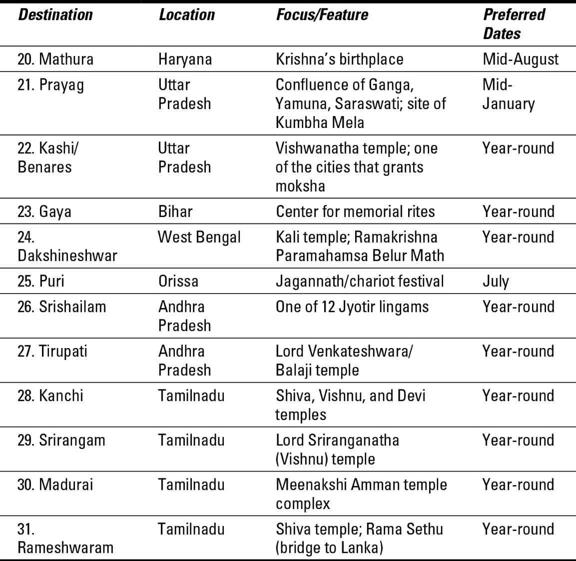 Destination Location Focus/Feature Preferred Dates
20. Mathura Haryana Krishna's birthplace Mid-August
21. Prayag Uttar Pradesh Confluence of Ganga, Yamuna, Saraswati; site of Kumbha Mela Mid-January
22. Kashi/Benares Uttar Pradesh Vishwanatha temple; one of the cities that grants moksha Year-round
23. Gaya Bihar Center for memorial rites Year-round
24. Dakshineshwar West Bengal Kali temple; Ramakrishna Paramahamsa Belur Math Year-round
25. Puri Orissa Jagannath/chariot festival July
26. Srishailam Andhra Pradesh One of 12 Jyotir lingams Year-round
27. Tirupati Andhra Pradesh Lord Venkateshwara/Balaji temple Year-round
28. Kanchi Tamilnadu Shiva, Vishnu, and Devi temples Year-round
29. Srirangam Tamilnadu Lord Sriranganatha (Vishnu) temple Year-round
30. Madurai Tamilnadu Meenakshi Amman temple complex Year-round
31. Rameshwaram Tamilnadu Shiva temple; Rama Sethu (bridge to Lanka) Year-round